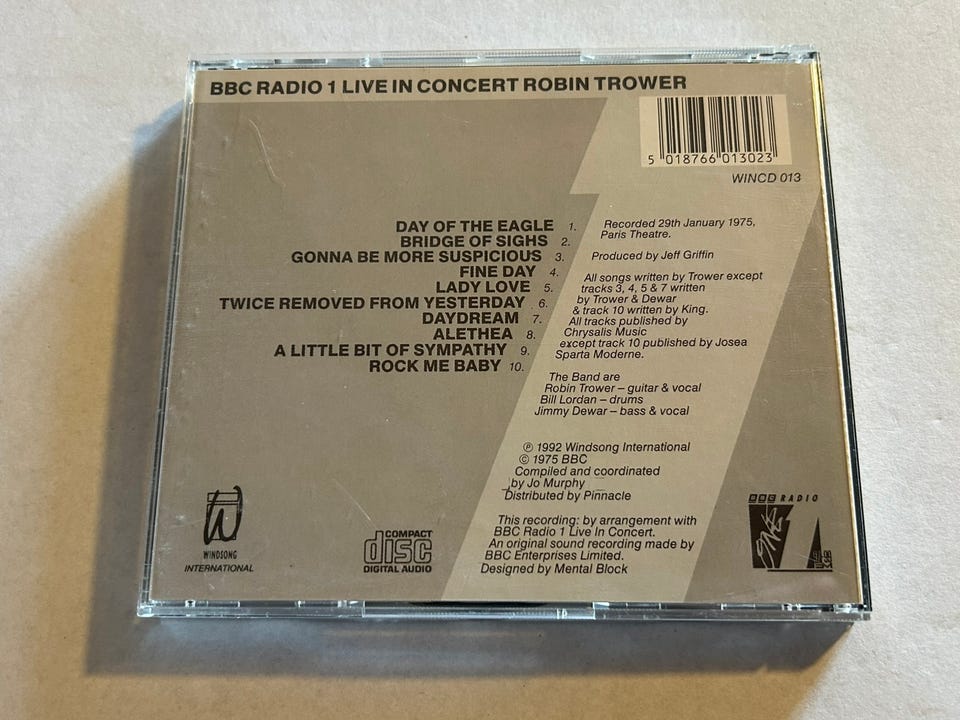 BBC RADIO 1 LIVE IN CONCERT ROBIN TROWER
5 018766 013023
WINCD 013
DAY OF THE EAGLE 1.
BRIDGE OF SIGHS 2.
GONNA BE MORE SUSPICIOUS 3.
FINE DAY 4.
LADY LOVE 5.
TWICE REMOVED FROM YESTERDAY 6.
DAYDREAM 7.
ALETHEA 8.
A LITTLE BIT OF SYMPATHY 9.
ROCK ME BABY 10.
Recorded 29th January 1975,
Paris Theatre.
Produced by Jeff Griffin
All songs written by Trower except
tracks 3, 4, 5 & 7 written
by Trower & Dewar
& track 10 written by King.
All tracks published by
Chrysalis Music
except track 10 published by Josea
Sparta Moderne.
The Band are
Robin Trower – guitar & vocal
Bill Lordan – drums
Jimmy Dewar – bass & vocal
℗ 1992 Windsong International
© 1975 BBC
Compiled and coordinated
by Jo Murphy
Distributed by Pinnacle
This recording: by arrangement with
BBC Radio 1 Live In Concert.
An original sound recording made by
BBC Enterprises Limited.
Designed by Mental Block
WINDSONG
INTERNATIONAL
COMPACT
disc
DIGITAL AUDIO
BBC RADIO
1